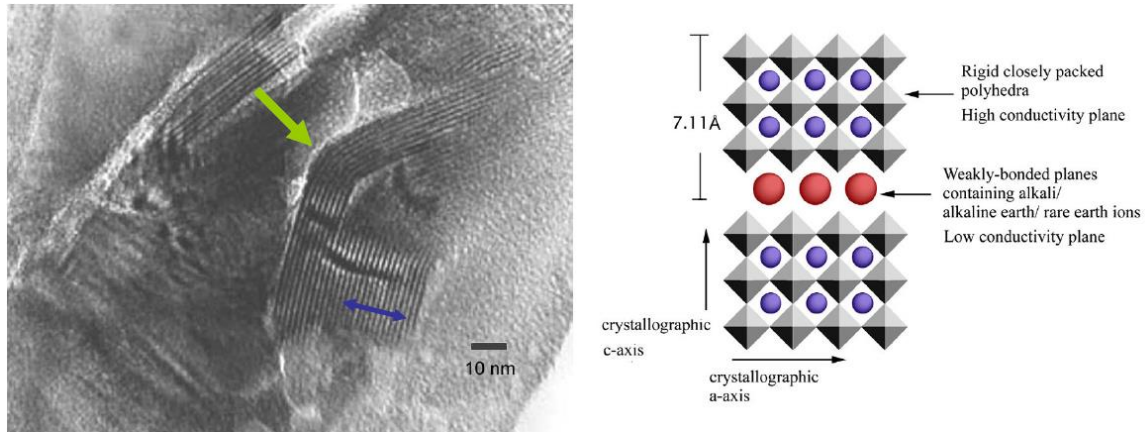 10 nm
7.11Å
Rigid closely packed
polyhedra
High conductivity plane
Weakly-bonded planes
containing alkali/
alkaline earth/ rare earth ions
Low conductivity plane
crystallographic
c-axis
crystallographic
a-axis